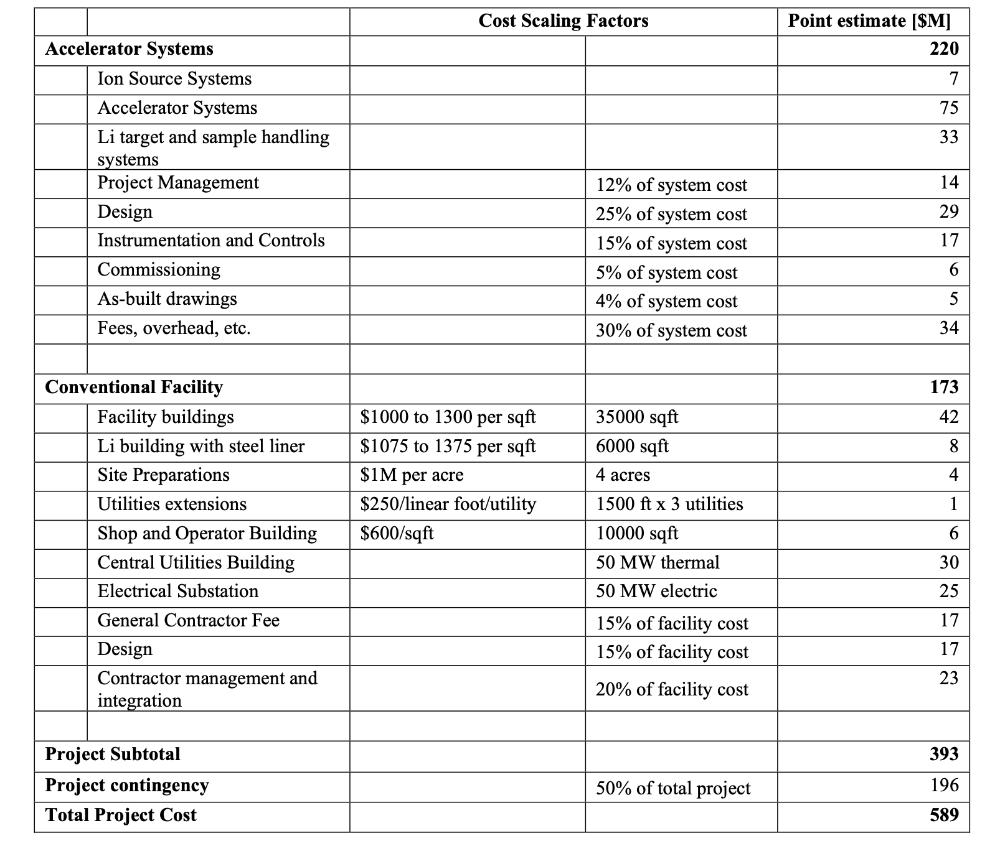 Cost Scaling Factors Point estimate [$M]
Accelerator Systems 220
Ion Source Systems 7
Accelerator Systems 75
Li target and sample handling 33
systems
Project Management 12% of system cost 14
Design 25% of system cost 29
Instrumentation and Controls 15% of system cost 17
Commissioning 5% of system cost 6
As-built drawings 4% of system cost 5
Fees, overhead, etc. 30% of system cost 34
Conventional Facility 173
Facility buildings $1000 to 1300 per sqft 35000 sqft 42
Li building with steel liner $1075 to 1375 per sqft 6000 sqft 8
Site Preparations $1M per acre 4 acres 4
Utilities extensions $250/linear foot/utility 1500 ft x 3 utilities 1
Shop and Operator Building $600/sqft 10000 sqft 6
Central Utilities Building 50 MW thermal 30
Electrical Substation 50 MW electric 25
General Contractor Fee 15% of facility cost 17
Design 15% of facility cost 17
Contractor management and 20% of facility cost 23
integration
Project Subtotal 393
Project contingency 50% of total project 196
Total Project Cost 589